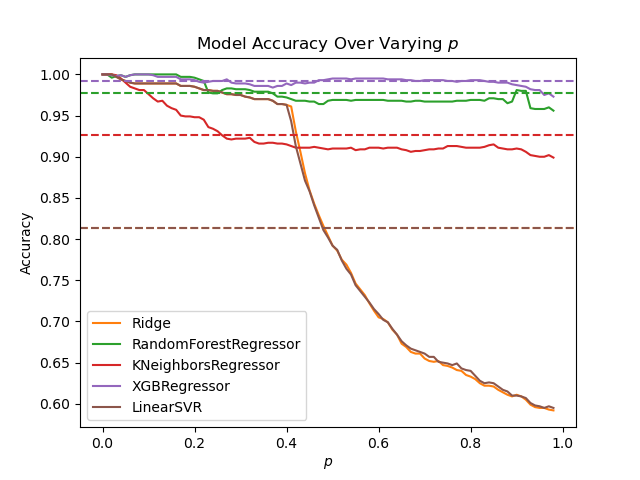 Model Accuracy Over Varying p
1.00
0.95
0.90
0.85
0.80
0.75
0.70
0.65
0.60
Accuracy
Ridge
RandomForestRegressor
KNeighborsRegressor
XGBRegressor
LinearSVR
0.0 0.2 0.4 0.6 0.8 1.0
p